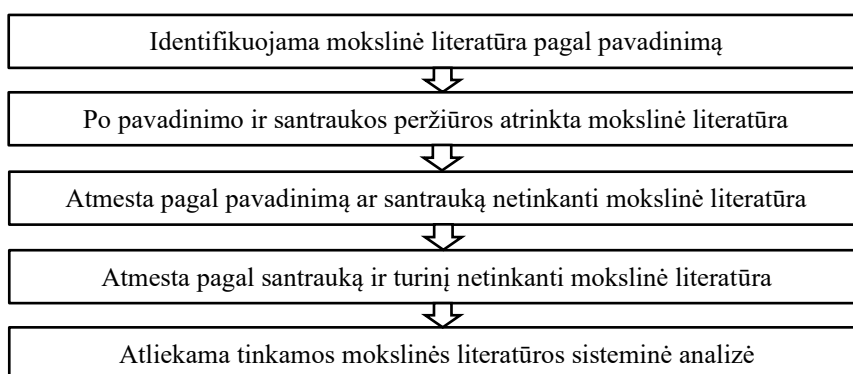 Identifikuojama mokslinė literatūra pagal pavadinimą
Po pavadinimo ir santraukos peržiūros atrinkta mokslinė literatūra
Atmesta pagal pavadinimą ar santrauką netinkanti mokslinė literatūra
Atmesta pagal santrauką ir turinį netinkanti mokslinė literatūra
Atliekama tinkamos mokslinės literatūros sisteminė analizė